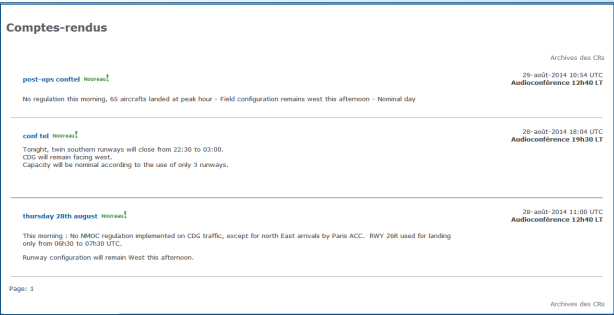 Comptes-rendus
Archives des CRs
post-ops conftel Nouveau!
29-août-2014 10:54 UTC
Audioconférence 12h40 LT
No regulation this morning, 65 aircrafts landed at peak hour - Field configuration remains west this afternoon - Nominal day
conf tel Nouveau!
28-août-2014 18:04 UTC
Audioconférence 19h30 LT
Tonight, twin southern runways will close from 22:30 to 03:00.
CDG will remain facing west.
Capacity will be nominal according to the use of only 3 runways.
thursday 28th august Nouveau!
28-août-2014 11:00 UTC
Audioconférence 12h40 LT
This morning : No NMOC regulation implemented on CDG traffic, except for north East arrivals by Paris ACC. RWY 26R used for landing
only from 06h30 to 07h30 UTC.
Runway configuration will remain West this afternoon.
Page: 1
Archives des CRs